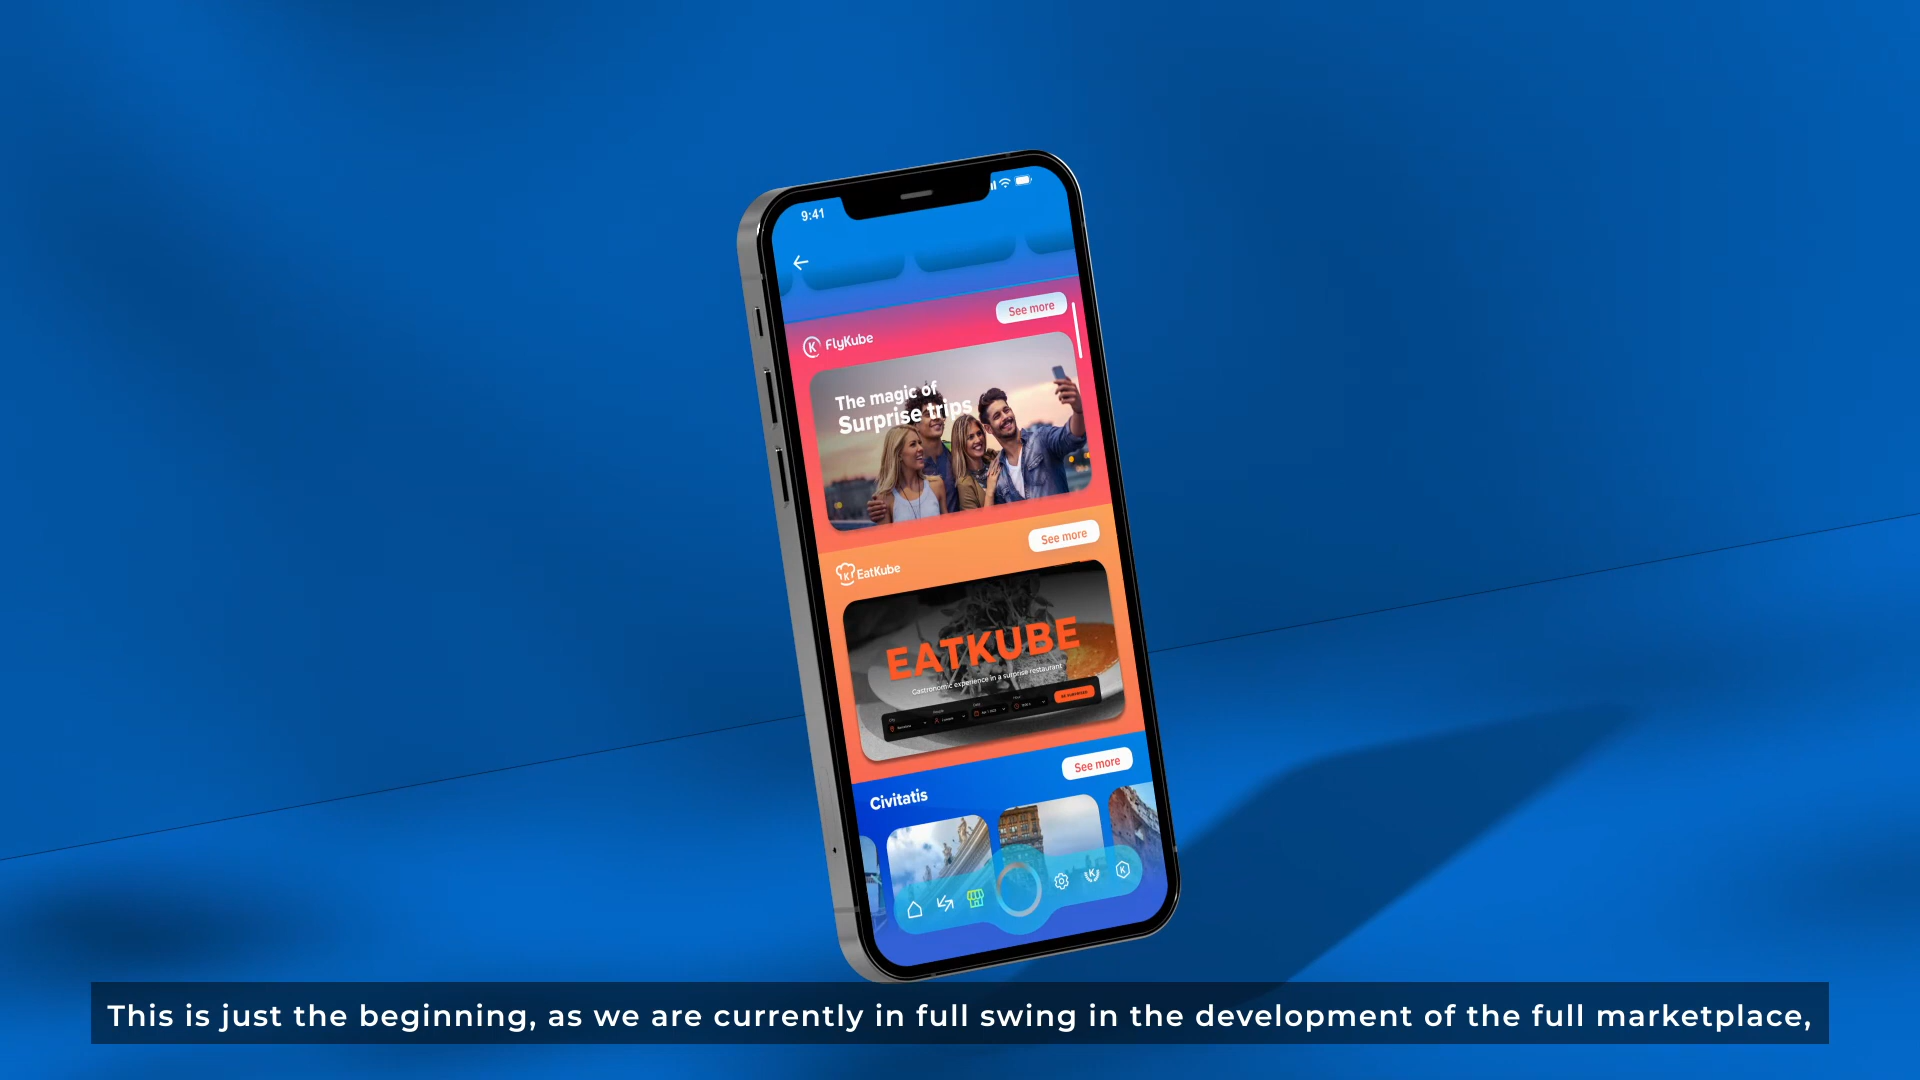 9:41
See more
FlyKube
The magic of
Surprise trips
See more
EatKube
EATKUBE
Gastronomic experience in a surprise restaurant
BE SURPRISED
See more
Civitatis
This is just the beginning, as we are currently in full swing in the development of the full marketplace,